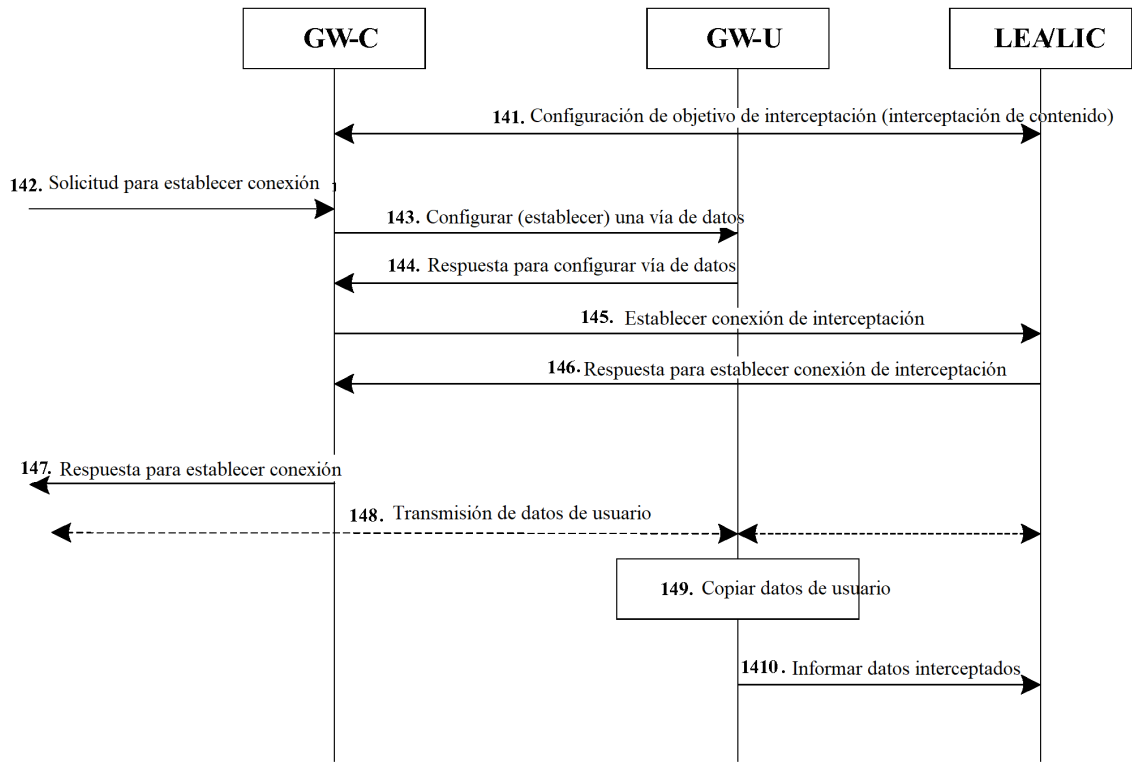 GW-C GW-U LEA/LIC
141. Configuración de objetivo de interceptación (interceptación de contenido)
142. Solicitud para establecer conexión
143. Configurar (establecer) una vía de datos
144. Respuesta para configurar vía de datos
145. Establecer conexión de interceptación
146. Respuesta para establecer conexión de interceptación
147. Respuesta para establecer conexión
148. Transmisión de datos de usuario
149. Copiar datos de usuario
1410. Informar datos interceptados